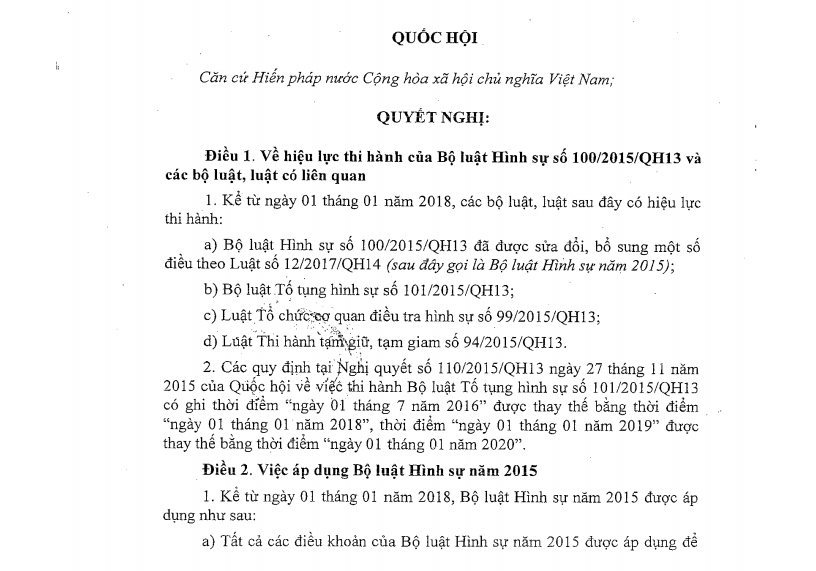 QUỐC HỘI
Căn cứ Hiến pháp nước Cộng hòa xã hội chủ nghĩa Việt Nam;
QUYẾT NGHỊ:
Điều 1. Về hiệu lực thi hành của Bộ luật Hình sự số 100/2015/QH13 và
các bộ luật, luật có liên quan
1. Kể từ ngày 01 tháng 01 năm 2018, các bộ luật, luật sau đây có hiệu lực
thi hành:
a) Bộ luật Hình sự số 100/2015/QH13 đã được sửa đổi, bổ sung một số
điều theo Luật số 12/2017/QH14 (sau đây gọi là Bộ luật Hình sự năm 2015);
b) Bộ luật Tố tụng hình sự số 101/2015/QH13;
c) Luật Tổ chức cơ quan điều tra hình sự số 99/2015/QH13;
d) Luật Thi hành tạm giữ, tạm giam số 94/2015/QH13.
2. Các quy định tại Nghị quyết số 110/2015/QH13 ngày 27 tháng 11 năm
2015 của Quốc hội về việc thi hành Bộ luật Tố tụng hình sự số 101/2015/QH13
có ghi thời điểm “ngày 01 tháng 7 năm 2016” được thay thế bằng thời điểm
“ngày 01 tháng 01 năm 2018”, thời điểm “ngày 01 tháng 01 năm 2019” được
thay thế bằng thời điểm “ngày 01 tháng 01 năm 2020”.
Điều 2. Việc áp dụng Bộ luật Hình sự năm 2015
1. Kể từ ngày 01 tháng 01 năm 2018, Bộ luật Hình sự năm 2015 được áp
dụng như sau:
a) Tất cả các điều khoản của Bộ luật Hình sự năm 2015 được áp dụng để